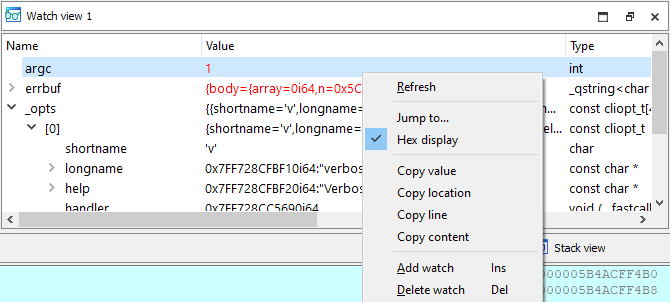 Watch view 1
Name Value Type
argc 1 int
errbuf {body={array=0i64,n=0x5C _qstring<char
_opts {{shortname='v',longname= const cliopt_t[4
[0] {shortname='v',longname= el... const cliopt_t
shortname 'v' char
longname 0x7FF728CFBF10i64:"verbos const char *
help 0x7FF728CFBF20i64:"Verbos const char *
handler 0x7FF728CC5690i64 void (__fastcall
Refresh
Jump to...
Hex display
Copy value
Copy location
Copy line
Copy content
Add watch Ins
Delete watch Del
Stack view
000005B4ACFF4B0
000005B4ACFF4B8